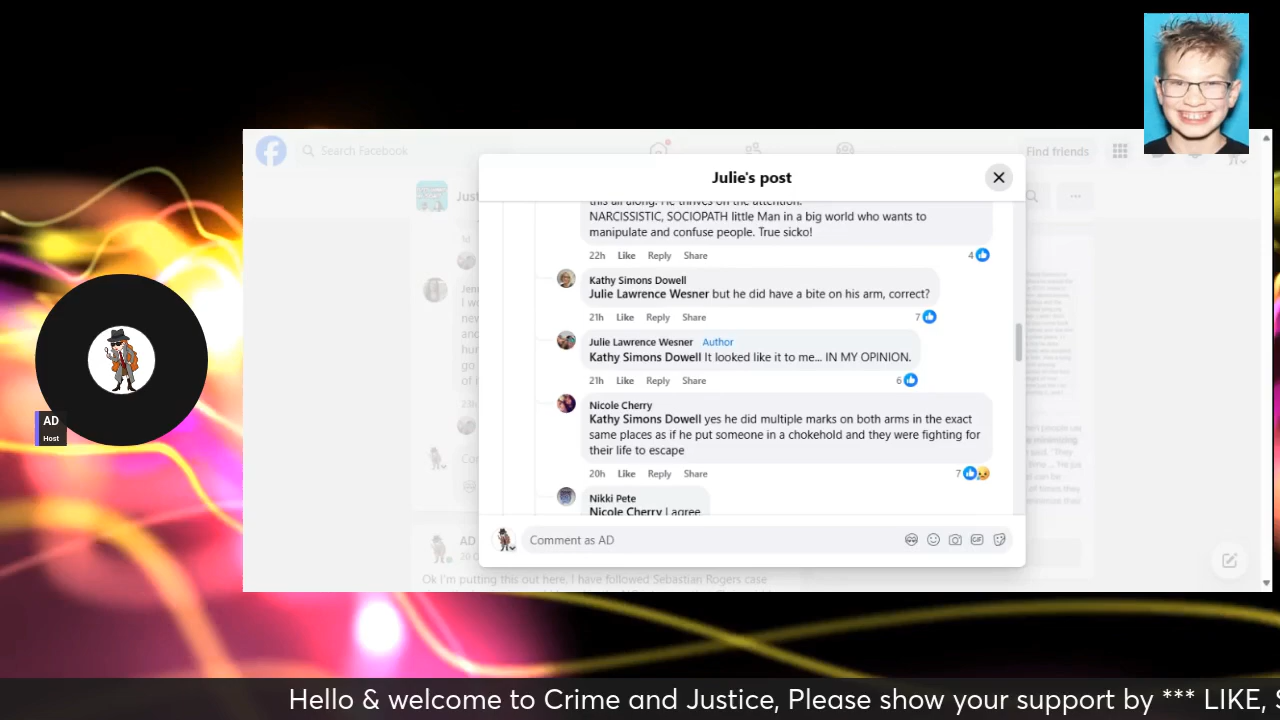 Search Facebook
Find friends
Julie's post
Just
this all along. He thrives on the attention.
NARCISSISTIC, SOCIOPATH little Man in a big world who wants to
manipulate and confuse people. True sicko!
22h Like Reply Share 4
Kathy Simons Dowell
Julie Lawrence Wesner but he did have a bite on his arm, correct?
21h Like Reply Share 7
Julie Lawrence Wesner Author
Kathy Simons Dowell It looked like it to me... IN MY OPINION.
21h Like Reply Share 6
Nicole Cherry
Kathy Simons Dowell yes he did multiple marks on both arms in the exact
same places as if he put someone in a chokehold and they were fighting for
their life to escape
20h Like Reply Share 7
Nikki Pete
Nicole Cherry I agree
Comment as AD
GIF
AD
Host
AD
Ok I'm putting this out here. I have followed Sebastian Rogers case
Hello & welcome to Crime and Justice, Please show your support by *** LIKE, S